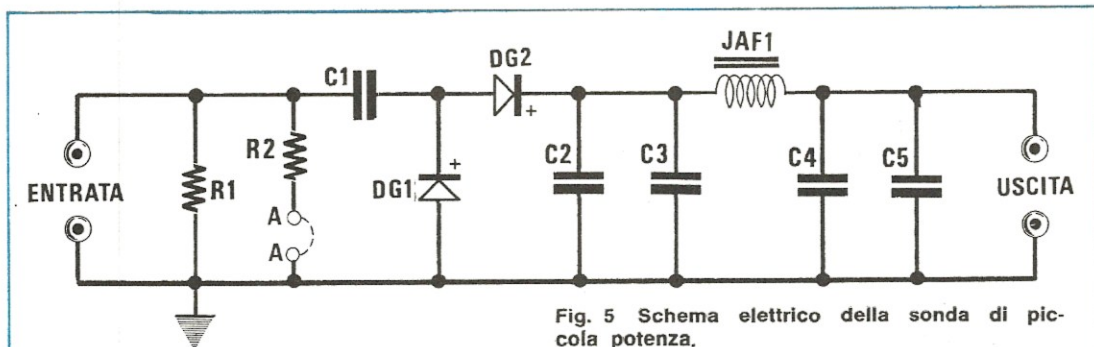 JAF1
DG2
C1
+
R2
+
C2
C3
C4
C5
ENTRATA
R1
DG1
USCITA
A
A
Fig. 5 Schema elettrico della sonda di pic-
cola potenza.